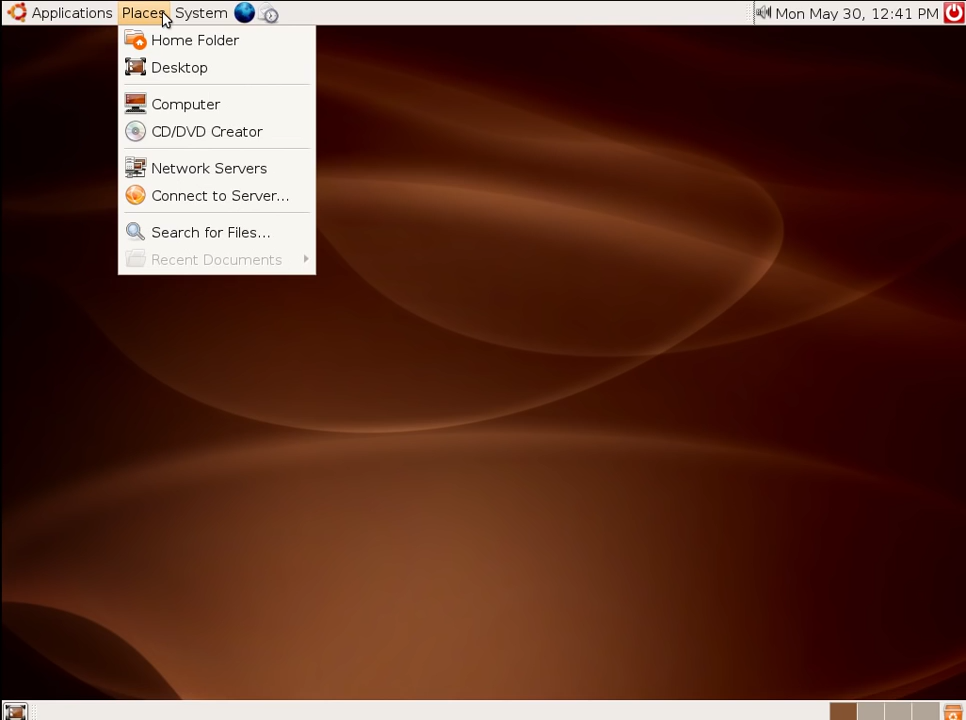 Applications Places System Mon May 30, 12:41 PM
Home Folder
Desktop
Computer
CD/DVD Creator
Network Servers
Connect to Server...
Search for Files...
Recent Documents